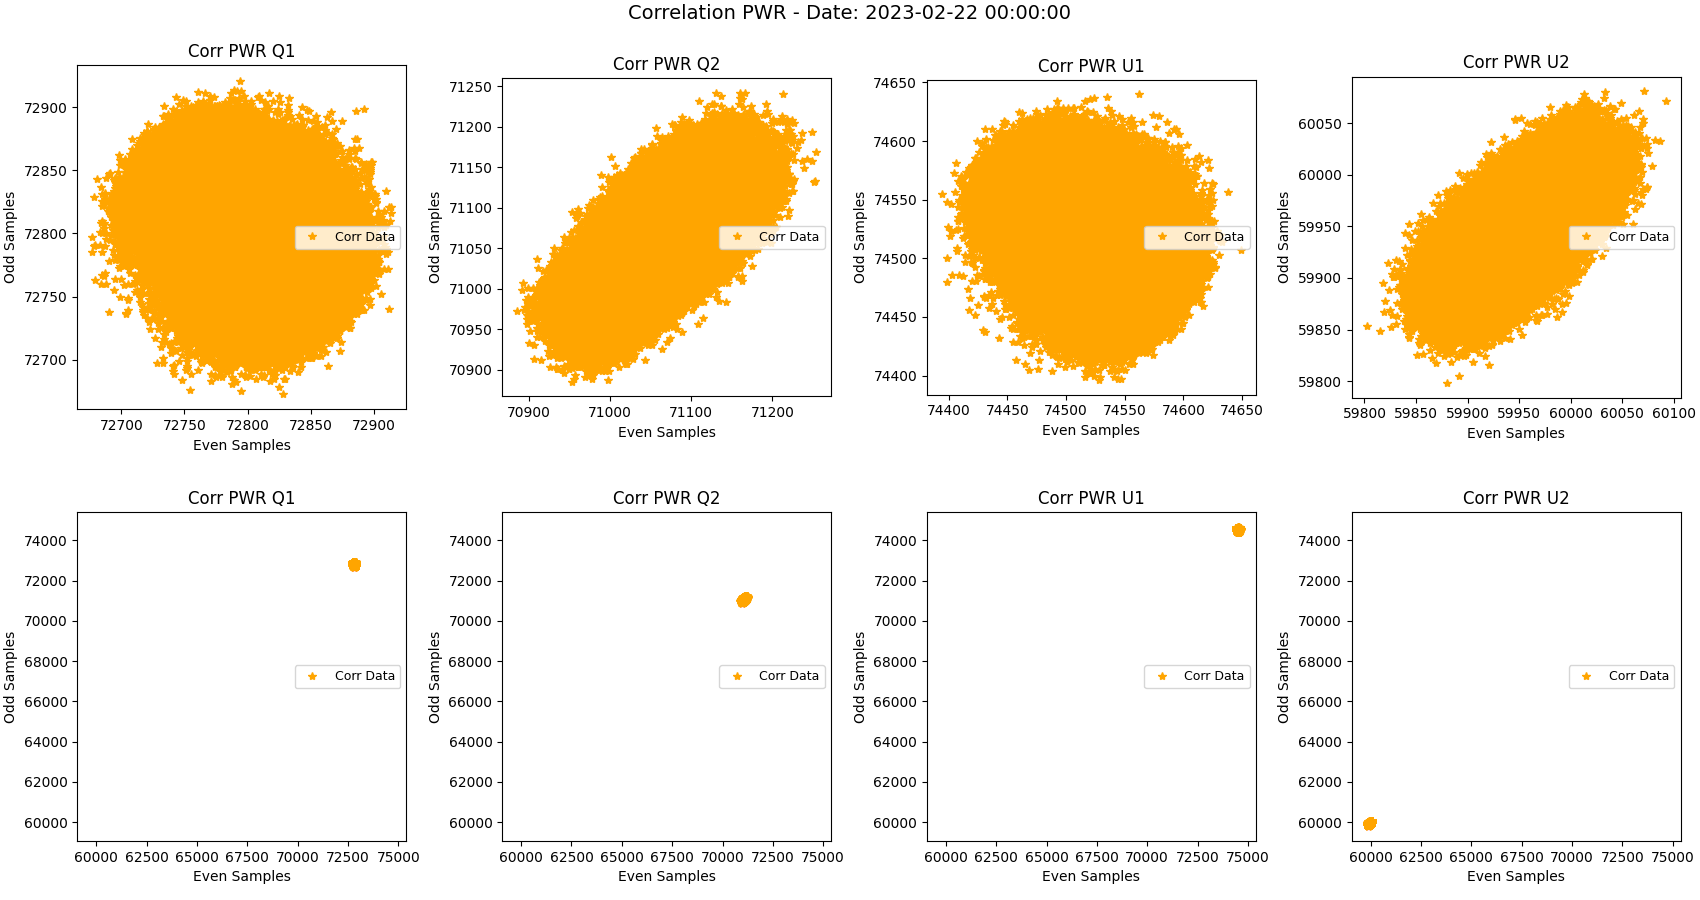 Correlation PWR - Date: 2023-02-22 00:00:00
Corr PWR Q1
72900
72850
72800
72750
72700
Odd Samples
Corr Data
72700 72750 72800 72850 72900
Even Samples
Corr PWR Q2
71250
71200
71150
71100
71050
71000
70950
70900
Odd Samples
Corr Data
70900 71000 71100 71200
Even Samples
Corr PWR U1
74650
74600
74550
74500
74450
74400
Odd Samples
Corr Data
74400 74450 74500 74550 74600 74650
Even Samples
Corr PWR U2
60050
60000
59950
59900
59850
59800
Odd Samples
Corr Data
59800 59850 59900 59950 60000 60050 60100
Even Samples
Corr PWR Q1
74000
72000
70000
68000
66000
64000
62000
60000
Odd Samples
Corr Data
60000 62500 65000 67500 70000 72500 75000
Even Samples
Corr PWR Q2
74000
72000
70000
68000
66000
64000
62000
60000
Odd Samples
Corr Data
60000 62500 65000 67500 70000 72500 75000
Even Samples
Corr PWR U1
74000
72000
70000
68000
66000
64000
62000
60000
Odd Samples
Corr Data
60000 62500 65000 67500 70000 72500 75000
Even Samples
Corr PWR U2
74000
72000
70000
68000
66000
64000
62000
60000
Odd Samples
Corr Data
60000 62500 65000 67500 70000 72500 75000
Even Samples